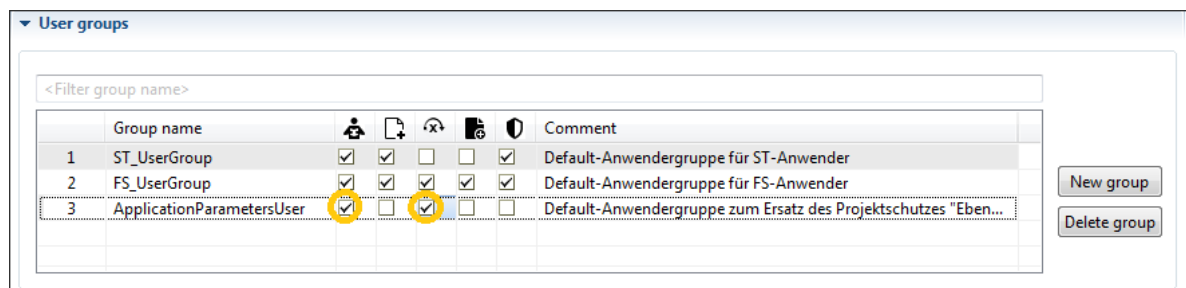 User groups
<Filter group name>
Group name Comment
1 ST_UserGroup Default-Anwendergruppe für ST-Anwender
2 FS_UserGroup Default-Anwendergruppe für FS-Anwender
3 ApplicationParametersUser Default-Anwendergruppe zum Ersatz des Projektschutzes "Eben...
New group
Delete group